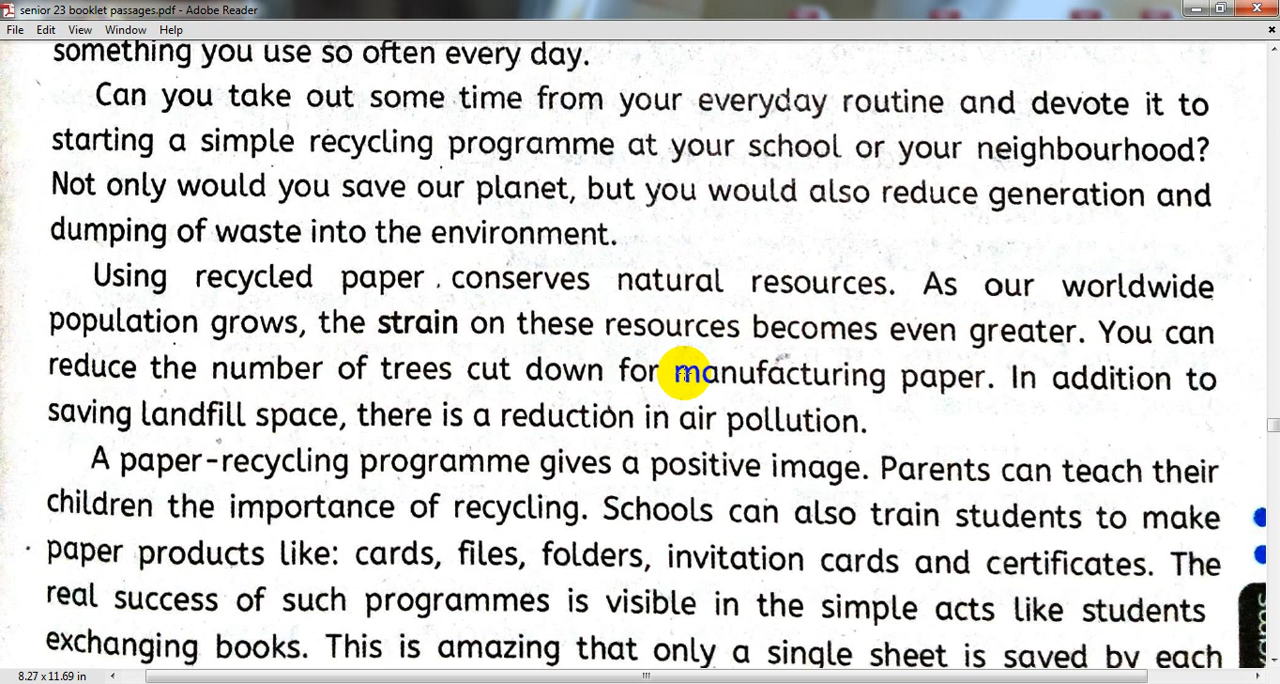 senior 23 booklet passages.pdf - Adobe Reader
File Edit View Window Help
something you use so often every day.
Can you take out some time from your everyday routine and devote it to
starting a simple recycling programme at your school or your neighbourhood?
Not only would you save our planet, but you would also reduce generation and
dumping of waste into the environment.
Using recycled paper conserves natural resources. As our worldwide
population grows, the strain on these resources becomes even greater. You can
reduce the number of trees cut down for manufacturing paper. In addition to
saving landfill space, there is a reduction in air pollution.
A paper-recycling programme gives a positive image. Parents can teach their
children the importance of recycling. Schools can also train students to make
paper products like: cards, files, folders, invitation cards and certificates. The
real success of such programmes is visible in the simple acts like students
exchanging books. This is amazing that only a single sheet is saved by each
8.27 x 11.69 in